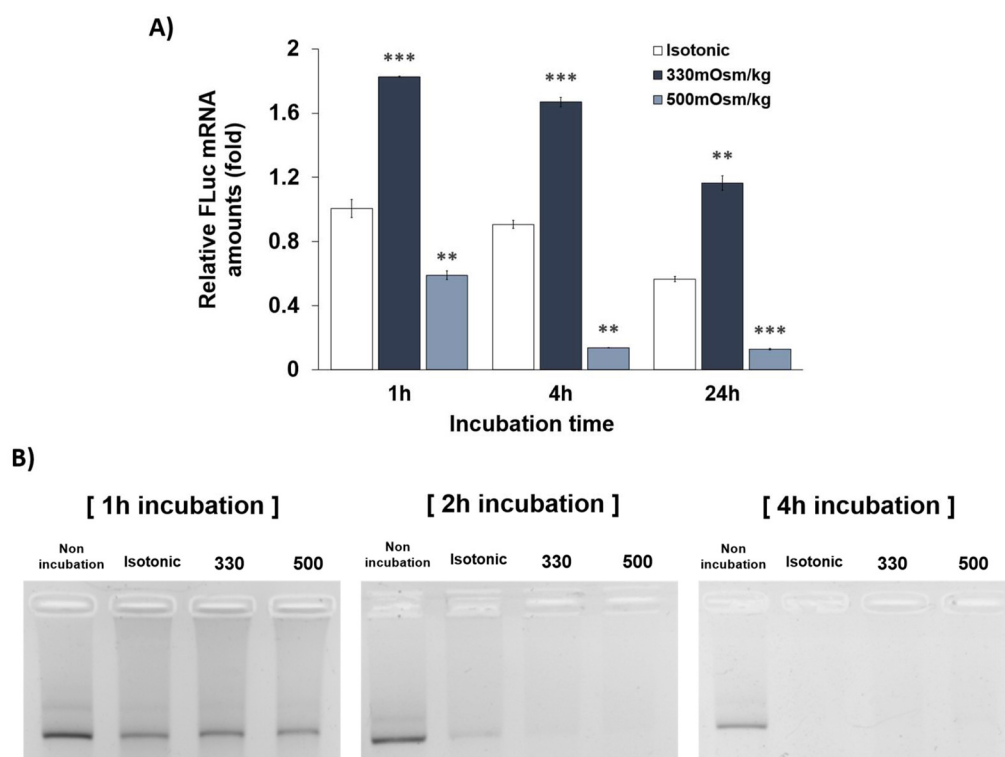 A)
Relative FLuc mRNA
amounts (fold)
2
1.6
1.2
0.8
0.4
0
***
**
***
**
**
***
Isotonic
330mOsm/kg
500mOsm/kg
1h
4h
24h
Incubation time
B)
[ 1h incubation ]
Non
incubation
Isotonic
330
500
[ 2h incubation ]
Non
incubation
Isotonic
330
500
[ 4h incubation ]
Non
incubation
Isotonic
330
500